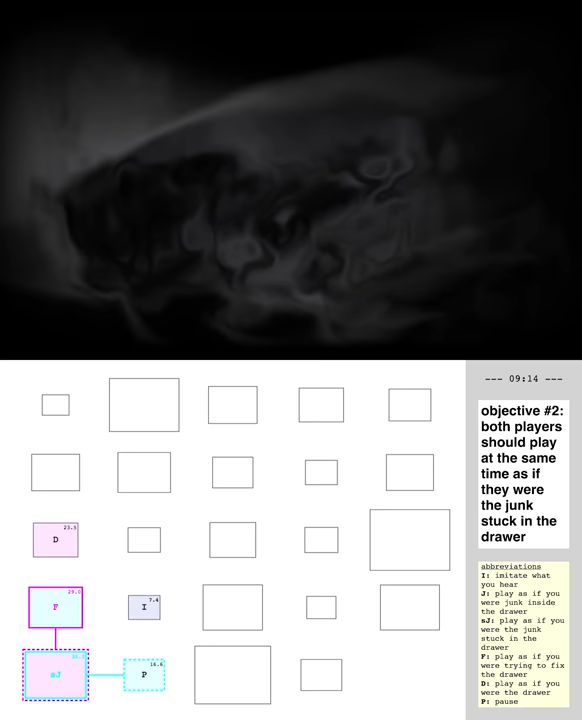 --- 09:14 ---
objective #2:
both players
should play
at the same
time as if
they were
the junk
stuck in the
drawer
23.5
D
29.0
F
7.4
I
sJ
16.6
P
abbreviations
I: imitate what
you hear
J: play as if you
were junk inside
the drawer
sJ: play as if you
were the junk
stuck in the
drawer
F: play as if you
were trying to fix
the drawer
D: play as if you
were the drawer
P: pause